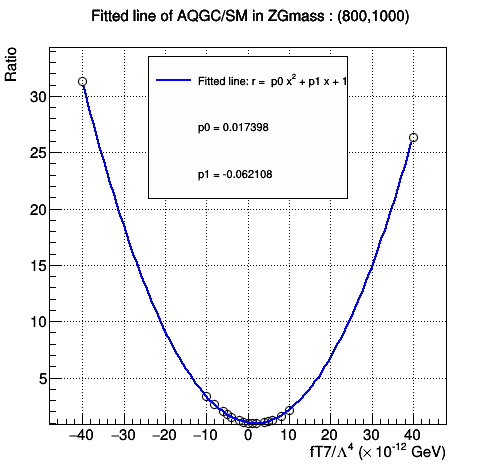 Fitted line of AQGC/SM in ZGmass : (800,1000)
Ratio
Fitted line: r = p0 x² + p1 x + 1
p0 = 0.017398
p1 = -0.062108
30
25
20
15
10
5
−40 −30 −20 −10 0 10 20 30 40
fT7/Λ⁴ (× 10⁻¹² GeV)